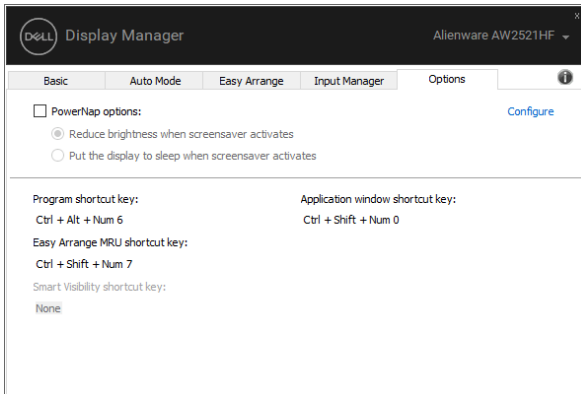 DELL Display Manager
Alienware AW2521HF
x
Basic
Auto Mode
Easy Arrange
Input Manager
Options
i
PowerNap options:
Configure
Reduce brightness when screensaver activates
Put the display to sleep when screensaver activates
Program shortcut key:
Application window shortcut key:
Ctrl + Alt + Num 6
Ctrl + Shift + Num 0
Easy Arrange MRU shortcut key:
Ctrl + Shift + Num 7
Smart Visibility shortcut key:
None